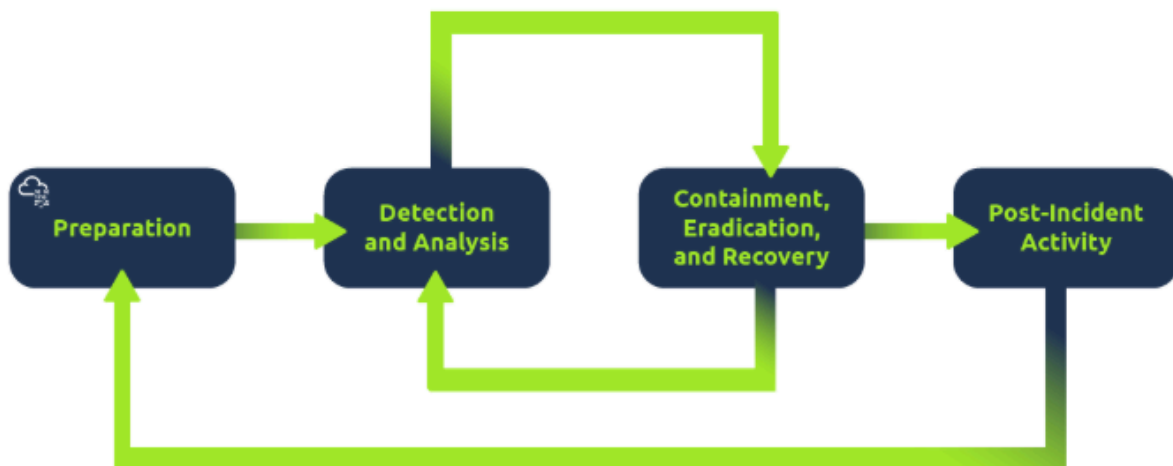 Preparation
Detection
and Analysis
Containment,
Eradication,
and Recovery
Post-Incident
Activity